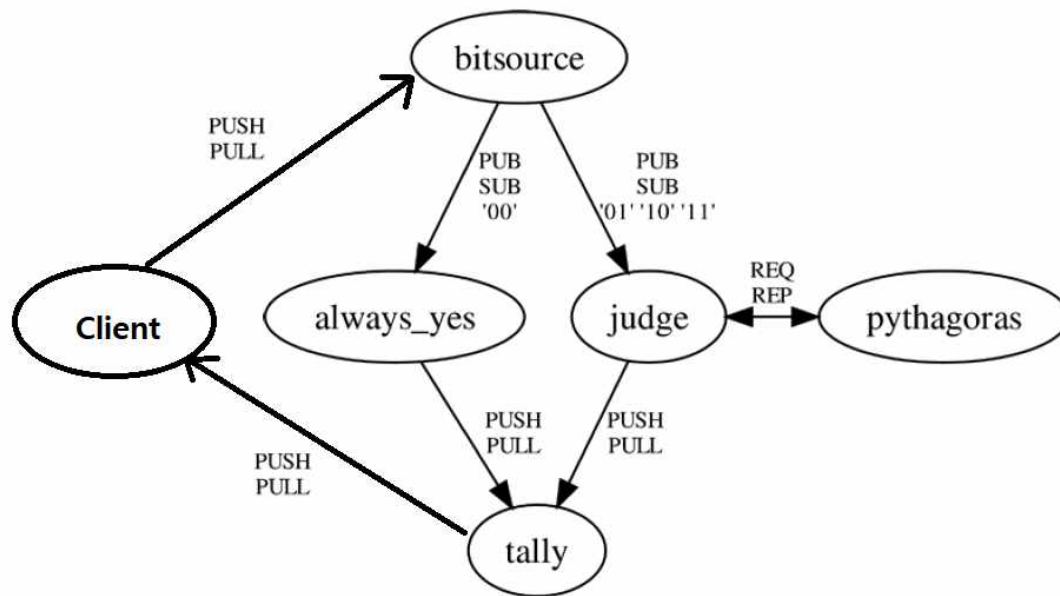 bitsource
PUSH
PULL
PUB
SUB
'00'
PUB
SUB
'01' '10' '11'
Client
always_yes
judge
REQ
REP
pythagoras
PUSH
PULL
PUSH
PULL
PUSH
PULL
tally